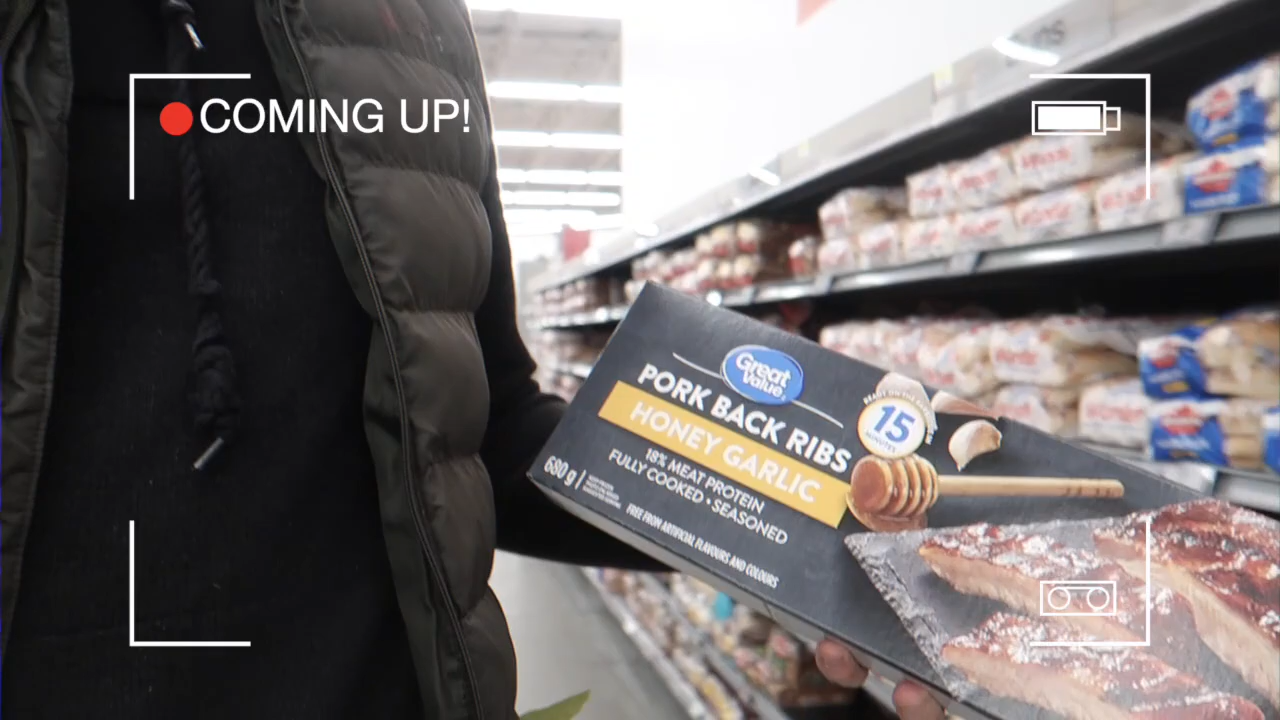 COMING UP!
Great
Value
PORK BACK RIBS
HONEY GARLIC
18% MEAT PROTEIN
FULLY COOKED • SEASONED
680 g
FREE FROM ARTIFICIAL FLAVOURS AND COLOURS
15
MINUTES